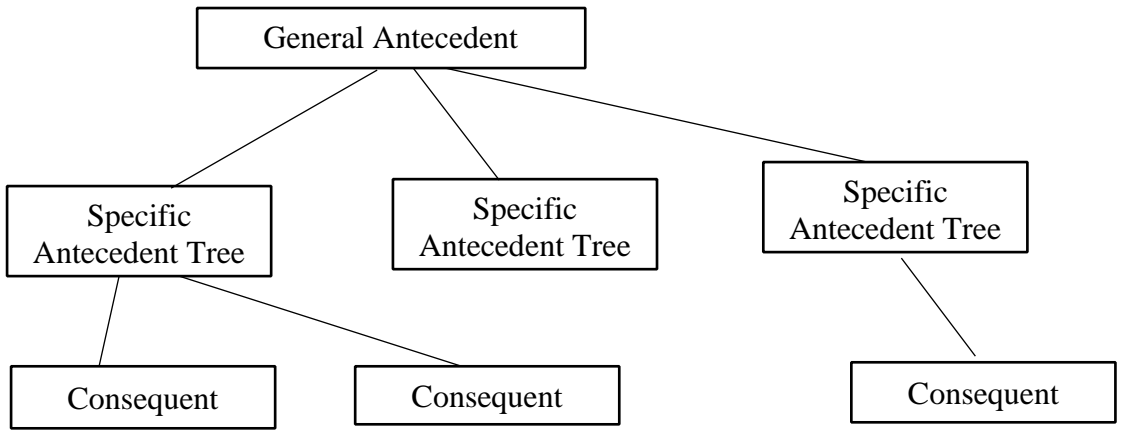 General Antecedent
Specific
Antecedent Tree
Specific
Antecedent Tree
Specific
Antecedent Tree
Consequent
Consequent
Consequent